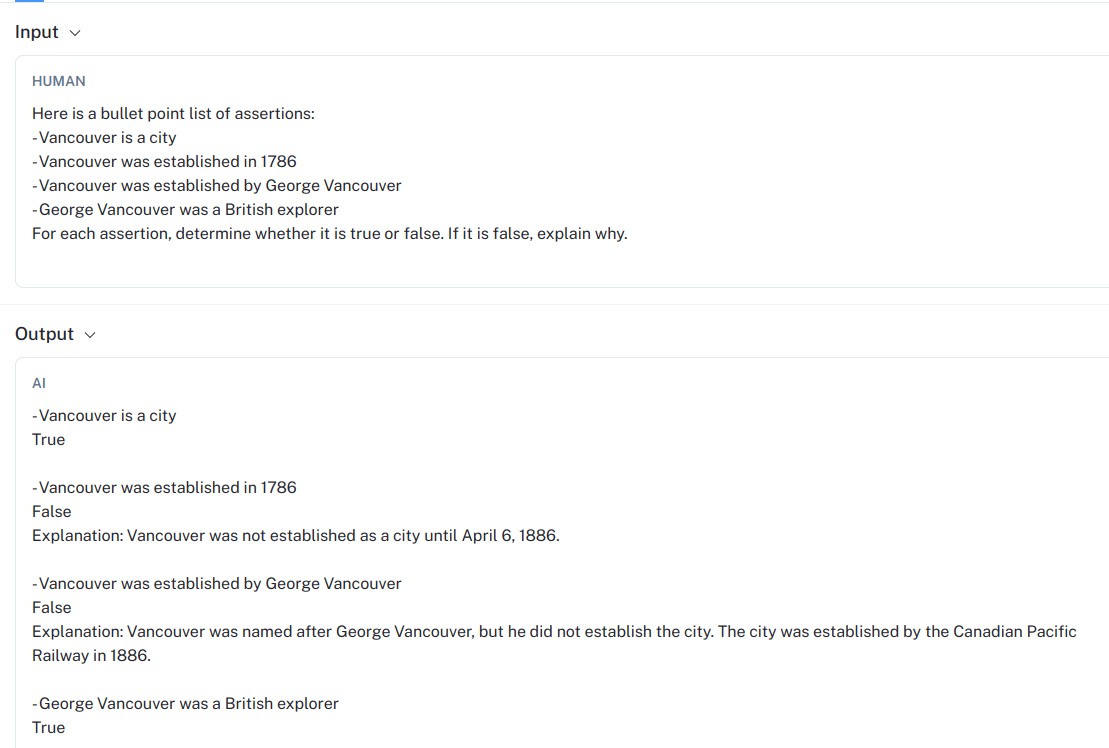 Input
HUMAN
Here is a bullet point list of assertions:
-Vancouver is a city
-Vancouver was established in 1786
-Vancouver was established by George Vancouver
-George Vancouver was a British explorer
For each assertion, determine whether it is true or false. If it is false, explain why.
Output
AI
-Vancouver is a city
True
-Vancouver was established in 1786
False
Explanation: Vancouver was not established as a city until April 6, 1886.
-Vancouver was established by George Vancouver
False
Explanation: Vancouver was named after George Vancouver, but he did not establish the city. The city was established by the Canadian Pacific
Railway in 1886.
-George Vancouver was a British explorer
True